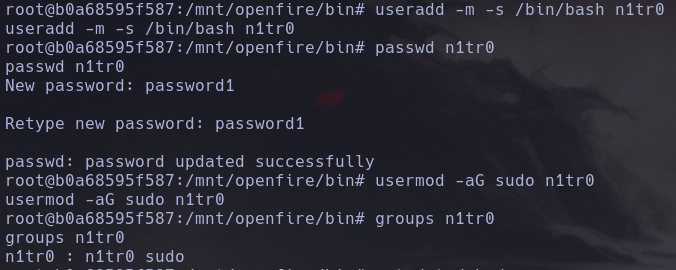 root@b0a68595f587:/mnt/openfire/bin# useradd -m -s /bin/bash n1tr0
useradd -m -s /bin/bash n1tr0
root@b0a68595f587:/mnt/openfire/bin# passwd n1tr0
passwd n1tr0
New password: password1
Retype new password: password1
passwd: password updated successfully
root@b0a68595f587:/mnt/openfire/bin# usermod -aG sudo n1tr0
usermod -aG sudo n1tr0
root@b0a68595f587:/mnt/openfire/bin# groups n1tr0
groups n1tr0
n1tr0 : n1tr0 sudo